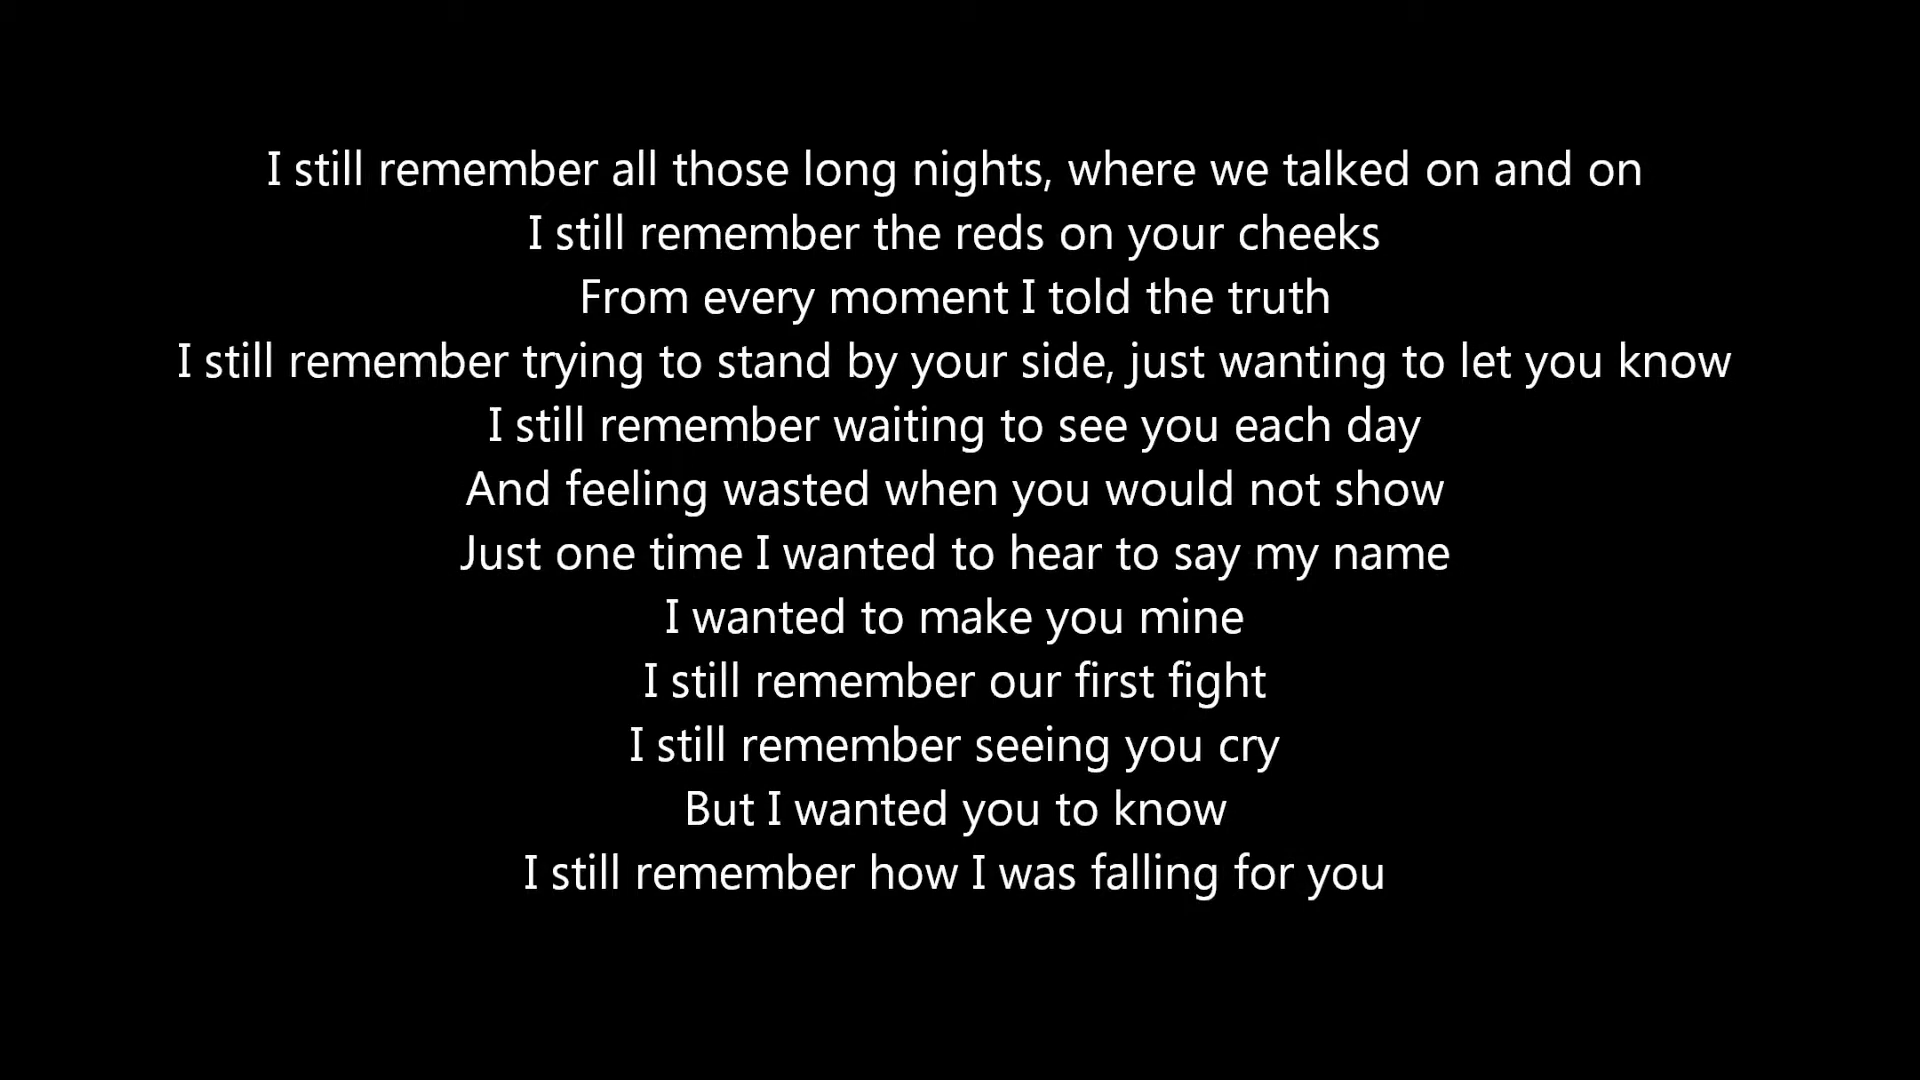 I still remember all those long nights, where we talked on and on
I still remember the reds on your cheeks
From every moment I told the truth
I still remember trying to stand by your side, just wanting to let you know
I still remember waiting to see you each day
And feeling wasted when you would not show
Just one time I wanted to hear to say my name
I wanted to make you mine
I still remember our first fight
I still remember seeing you cry
But I wanted you to know
I still remember how I was falling for you